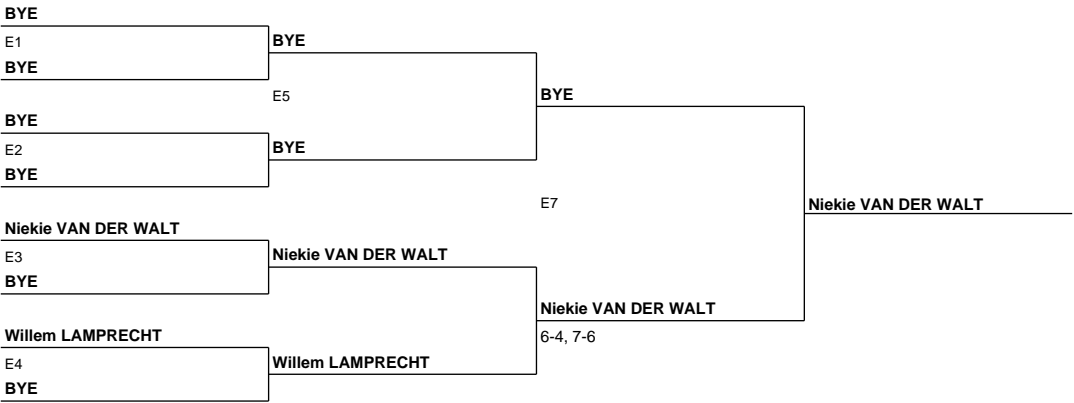 BYE
E1
BYE
BYE
E5
BYE
BYE
E2
BYE
BYE
E7
Niekie VAN DER WALT
Niekie VAN DER WALT
E3
Niekie VAN DER WALT
BYE
Niekie VAN DER WALT
6-4, 7-6
Willem LAMPRECHT
E4
Willem LAMPRECHT
BYE